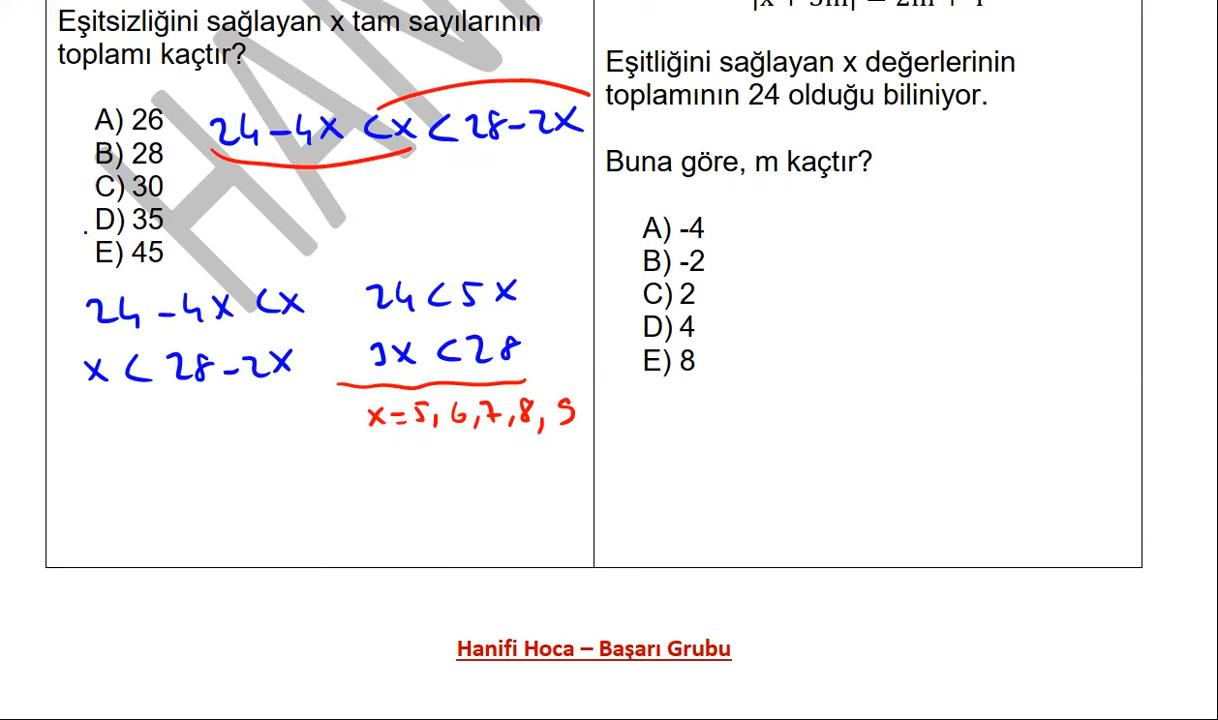 Eşitsizliğini sağlayan x tam sayılarının
toplamı kaçtır?
A) 26
B) 28
C) 30
D) 35
E) 45
24 - 4x < x < 28 - 2x
24 - 4x < x
x < 28 - 2x
24 < 5x
3x < 28
x = 5, 6, 7, 8, 9
Eşitliğini sağlayan x değerlerinin
toplamının 24 olduğu biliniyor.
Buna göre, m kaçtır?
A) -4
B) -2
C) 2
D) 4
E) 8
Hanifi Hoca – Başarı Grubu